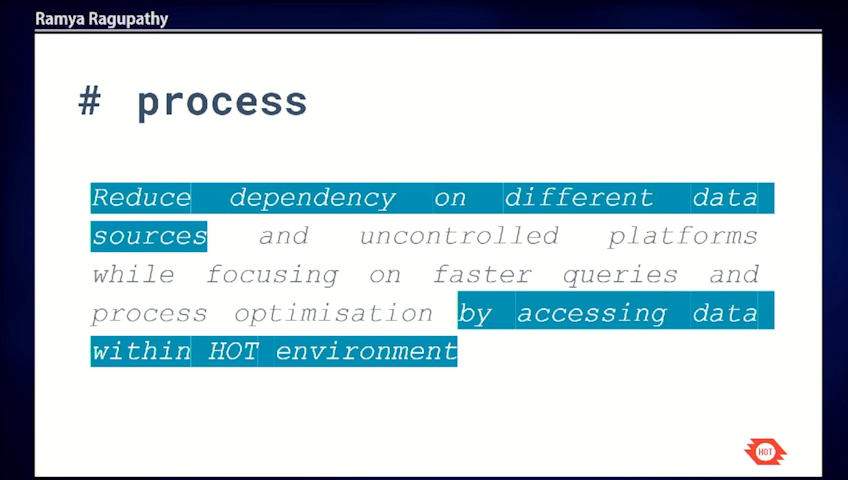 Ramya Ragupathy
# process
Reduce dependency on different data
sources and uncontrolled platforms
while focusing on faster queries and
process optimisation by accessing data
within HOT environment
HOT